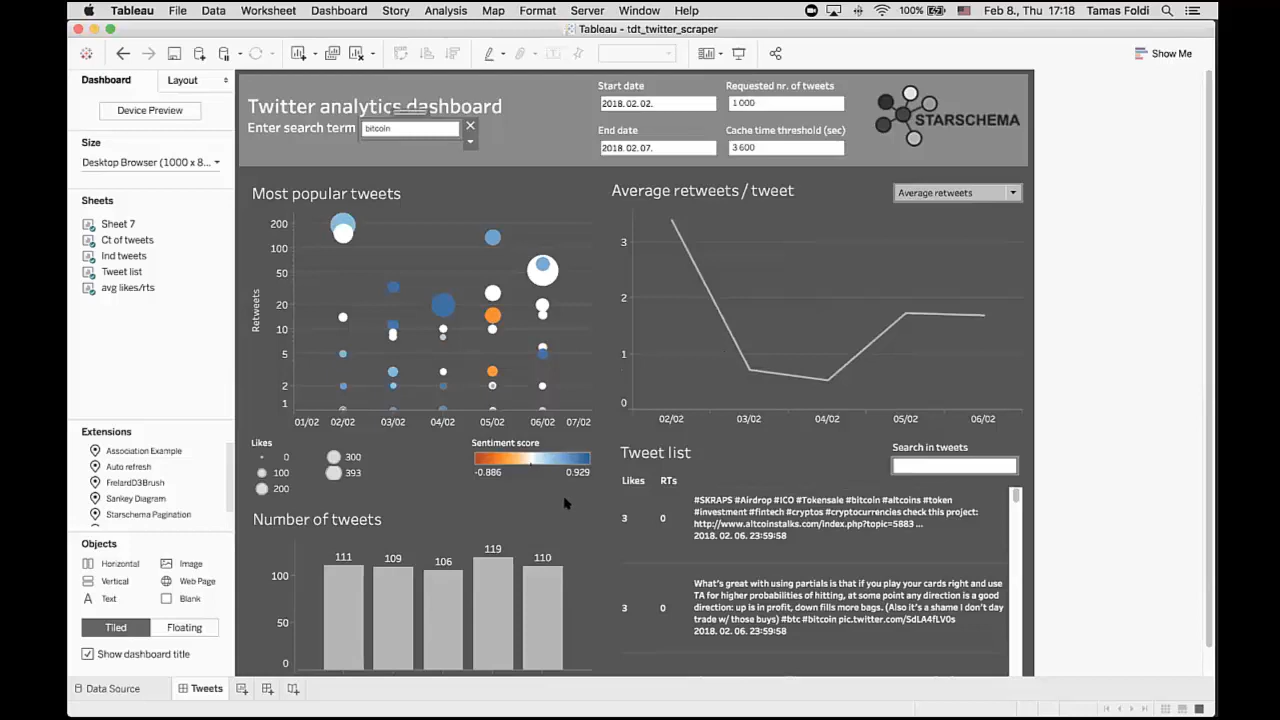 Tableau File Data Worksheet Dashboard Story Analysis Map Format Server Window Help 100% Feb 8., Thu 17:18 Tamas Foldi
Tableau - tdt_twitter_scraper
Show Me
Dashboard Layout
Device Preview
Size
Desktop Browser (1000 x 8...
Sheets
Sheet 7
Ct of tweets
Ind tweets
Tweet list
avg likes/rts
Extensions
Association Example
Auto refresh
FrelardD3Brush
Sankey Diagram
Starschema Pagination
Objects
Horizontal Image
Vertical Web Page
A Text Blank
Tiled Floating
Show dashboard title
Data Source Tweets
Twitter analytics dashboard
Enter search term bitcoin
Start date
2018. 02. 02.
End date
2018. 02. 07.
Requested nr. of tweets
1 000
Cache time threshold (sec)
3 600
STARSCHEMA
Most popular tweets
Retweets
200
100
50
20
10
5
2
1
01/02 02/02 03/02 04/02 05/02 06/02 07/02
Likes
0 300
100 393
200
Sentiment score
-0.886 0.929
Number of tweets
111 109 106 119 110
100
50
0
Average retweets / tweet
Average retweets
3
2
1
0
02/02 03/02 04/02 05/02 06/02
Tweet list
Search in tweets
Likes RTs
3 0
#SKRAPS #Airdrop #ICO #Tokensale #bitcoin #altcoins #token
#investment #fintech #cryptos #cryptocurrencies check this project:
http://www.altcoinstalks.com/index.php?topic=5883 ...
2018. 02. 06. 23:59:58
3 0
What's great with using partials is that if you play your cards right and use
TA for higher probabilities of hitting, at some point any direction is a good
direction: up is in profit, down fills more bags. (Also it's a shame I don't day
trade w/ those buys) #btc #bitcoin pic.twitter.com/SdLA4fLV0s
2018. 02. 06. 23:59:58